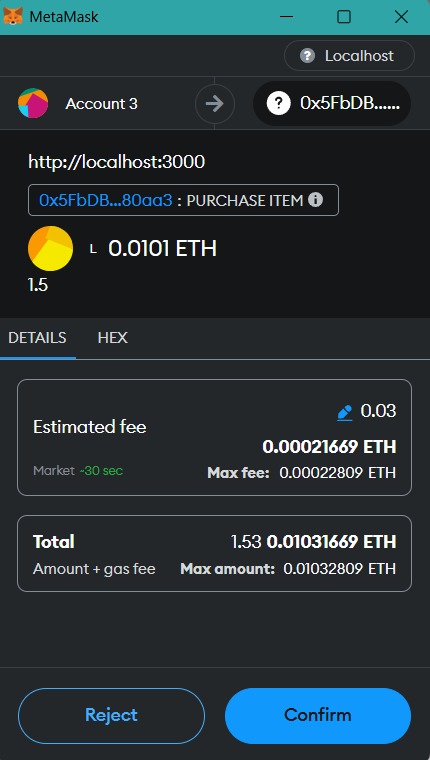 MetaMask
Localhost
Account 3
0x5FbDB......
http://localhost:3000
0x5FbDB...80aa3 : PURCHASE ITEM
L 0.0101 ETH
1.5
DETAILS HEX
0.03
Estimated fee
0.00021669 ETH
Market ~30 sec Max fee: 0.00022809 ETH
Total 1.53 0.01031669 ETH
Amount + gas fee Max amount: 0.01032809 ETH
Reject Confirm